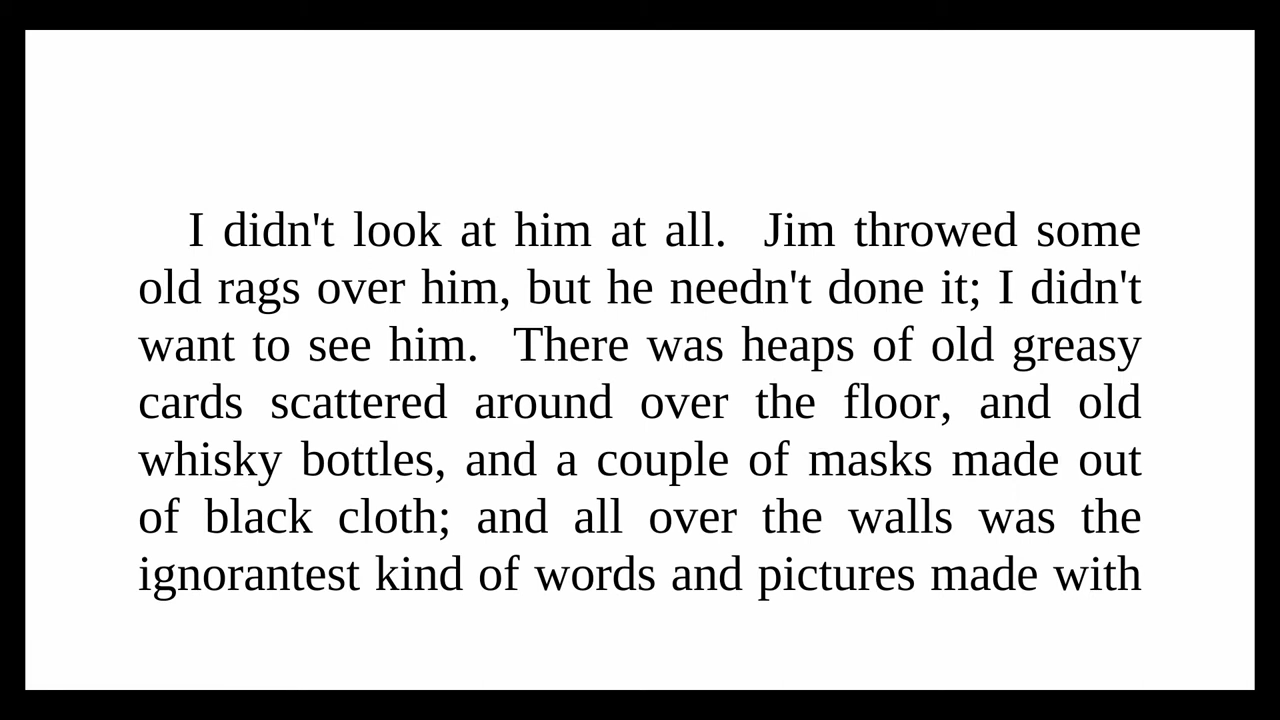 I didn't look at him at all.  Jim throwed some
old rags over him, but he needn't done it; I didn't
want to see him.  There was heaps of old greasy
cards scattered around over the floor, and old
whisky bottles, and a couple of masks made out
of black cloth; and all over the walls was the
ignorantest kind of words and pictures made with